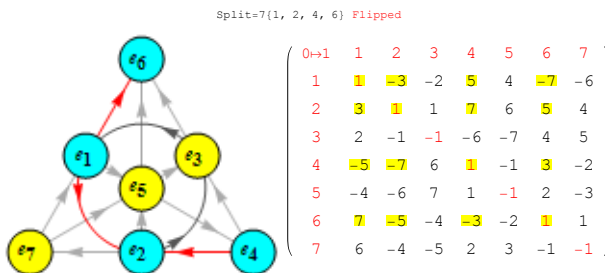 Split=7{1, 2, 4, 6} Flipped
e6
e1
e3
e5
e7
e2
e4
0↦1 1 2 3 4 5 6 7
1 1 -3 -2 5 4 -7 -6
2 3 1 1 7 6 5 4
3 2 -1 -1 -6 -7 4 5
4 -5 -7 6 1 -1 3 -2
5 -4 -6 7 1 -1 2 -3
6 7 -5 -4 -3 -2 1 1
7 6 -4 -5 2 3 -1 -1